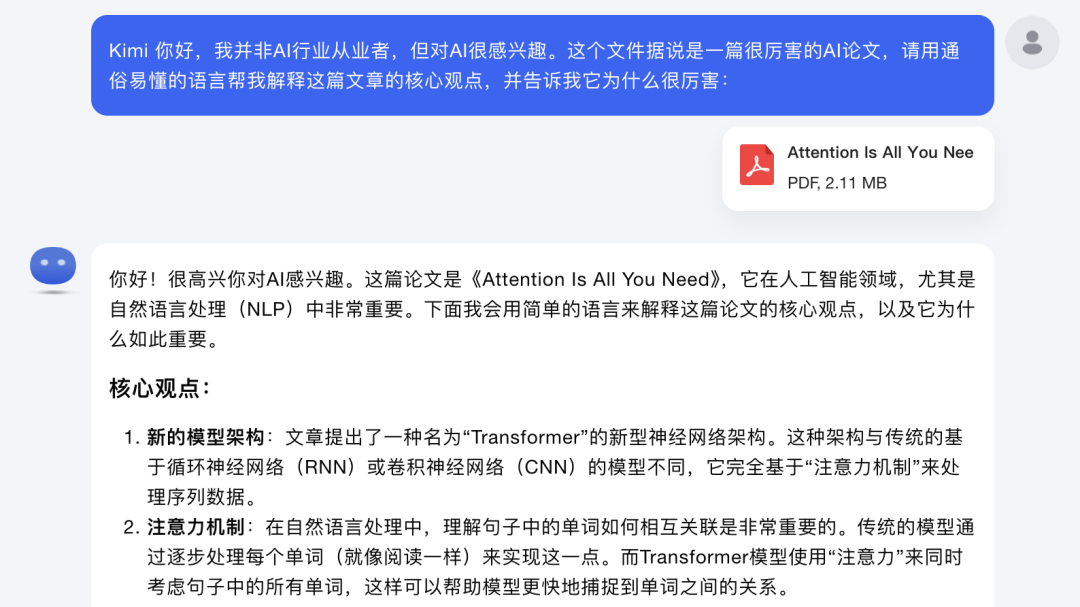 Kimi 你好，我并非AI行业从业者，但对AI很感兴趣。这个文件据说是一篇很厉害的AI论文，请用通
俗易懂的语言帮我解释这篇文章的核心观点，并告诉我它为什么很厉害：
Attention Is All You Nee
PDF, 2.11 MB
你好！很高兴你对AI感兴趣。这篇论文是《Attention Is All You Need》，它在人工智能领域，尤其是
自然语言处理（NLP）中非常重要。下面我会用简单的语言来解释这篇论文的核心观点，以及它为什
么如此重要。
核心观点：
1. 新的模型架构：文章提出了一种名为“Transformer”的新型神经网络架构。这种架构与传统的基
于循环神经网络（RNN）或卷积神经网络（CNN）的模型不同，它完全基于“注意力机制”来处
理序列数据。
2. 注意力机制：在自然语言处理中，理解句子中的单词如何相互关联是非常重要的。传统的模型通
过逐步处理每个单词（就像阅读一样）来实现这一点。而Transformer模型使用“注意力”来同时
考虑句子中的所有单词，这样可以帮助模型更快地捕捉到单词之间的关系。